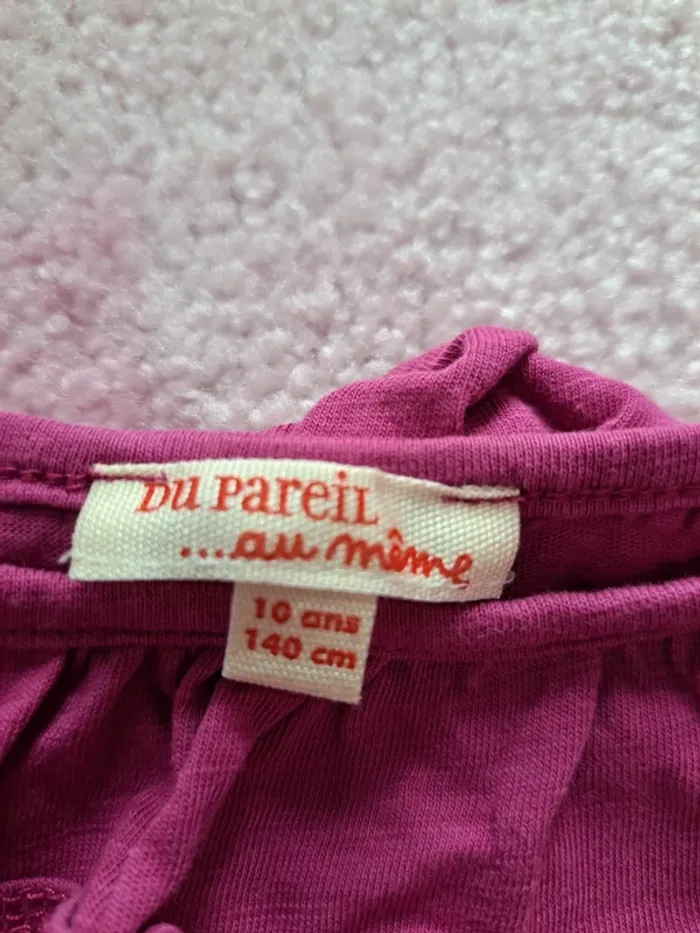 DU PAREIL
...au même
10 ans
140 cm